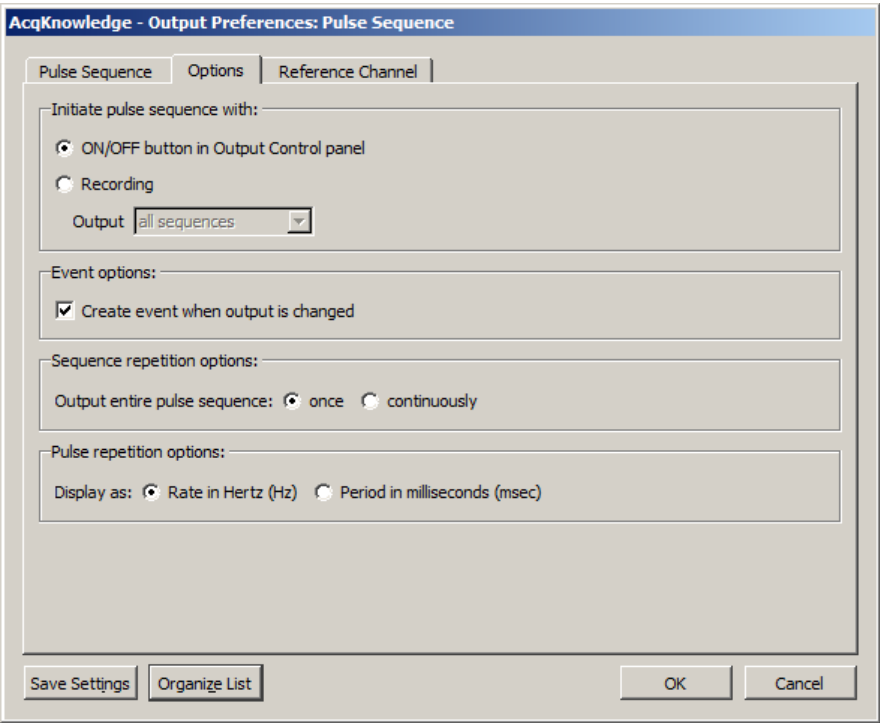 AcqKnowledge - Output Preferences: Pulse Sequence
Pulse Sequence Options Reference Channel
Initiate pulse sequence with:
ON/OFF button in Output Control panel
Recording
Output all sequences
Event options:
Create event when output is changed
Sequence repetition options:
Output entire pulse sequence: once continuously
Pulse repetition options:
Display as: Rate in Hertz (Hz) Period in milliseconds (msec)
Save Settings Organize List OK Cancel